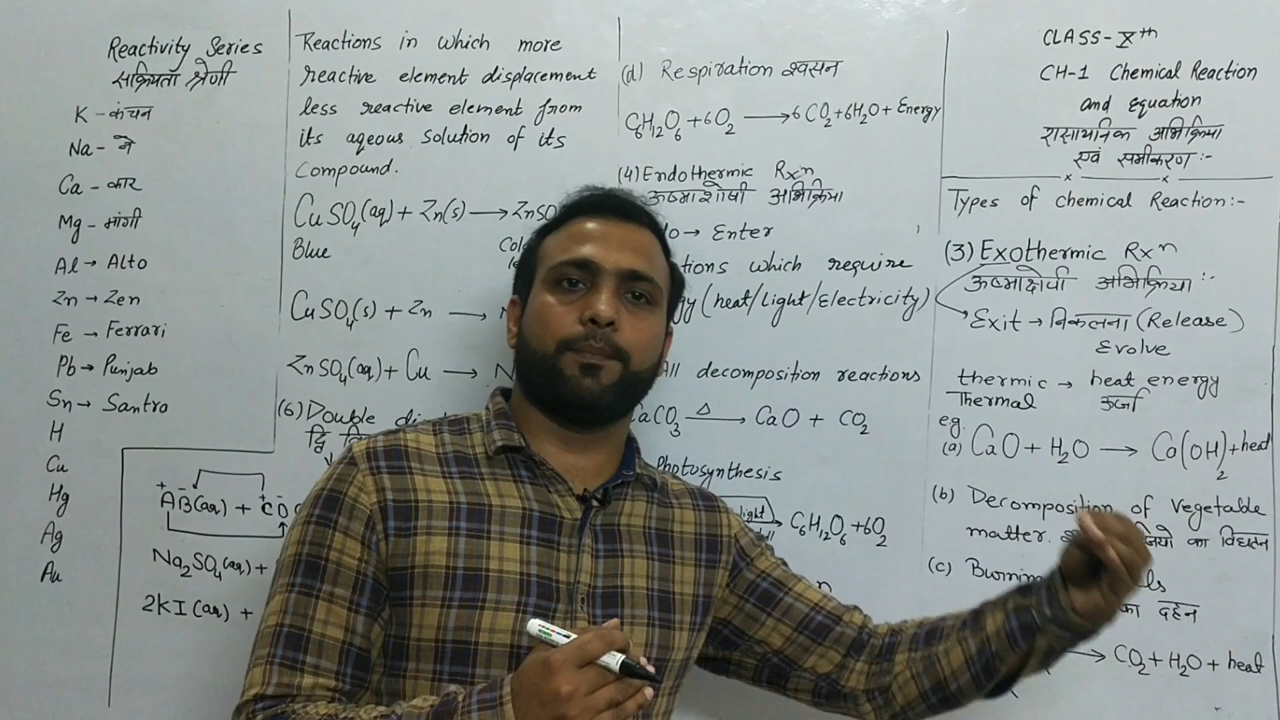 Reactivity Series
सक्रियता श्रेणी
K - कंचन
Na - ने
Ca - कार
Mg - मांगी
Al → Alto
Zn → Zen
Fe → Ferrari
Pb → Punjab
Sn → Santro
H
Cu
Hg
Ag
Au
Reactions in which more
reactive element displacement
less reactive element from
its aqeous solution of its
Compound.
CuSO₄(aq) + Zn(s) → ZnSO
Blue
CuSO₄(s) + Zn →
ZnSO₄(aq) + Cu → N
(6) Double di
द्वि
⁺AB⁻(aq) + ⁺CD⁻
Na₂SO₄(aq) +
2KI(aq) +
(d) Respiration श्वसन
C₆H₁₂O₆ + 6O₂ → 6CO₂ + 6H₂O + Energy
(4) Endothermic Rxⁿ
ऊष्माशोषी अभिक्रिया
→ Enter
which require
(heat/Light/Electricity)
All decomposition reactions
CaCO₃ △→ CaO + CO₂
Photosynthesis
light
C₆H₁₂O₆ + 6O₂
CLASS - Xᵗʰ
CH-1 Chemical Reaction
and equation
रासायनिक अभिक्रिया
एवं समीकरण :-
Types of chemical Reaction:-
(3) Exothermic Rxⁿ
ऊष्माक्षेपी अभिक्रिया :-
Exit → निकलना (Release)
Evolve
thermic → heat energy
Thermal ऊर्जा
eg.
(a) CaO + H₂O → Ca(OH)₂ + heat
(b) Decomposition of Vegetable
matter. का विघटन
(c) Burning
का दहन
→ CO₂ + H₂O + heat